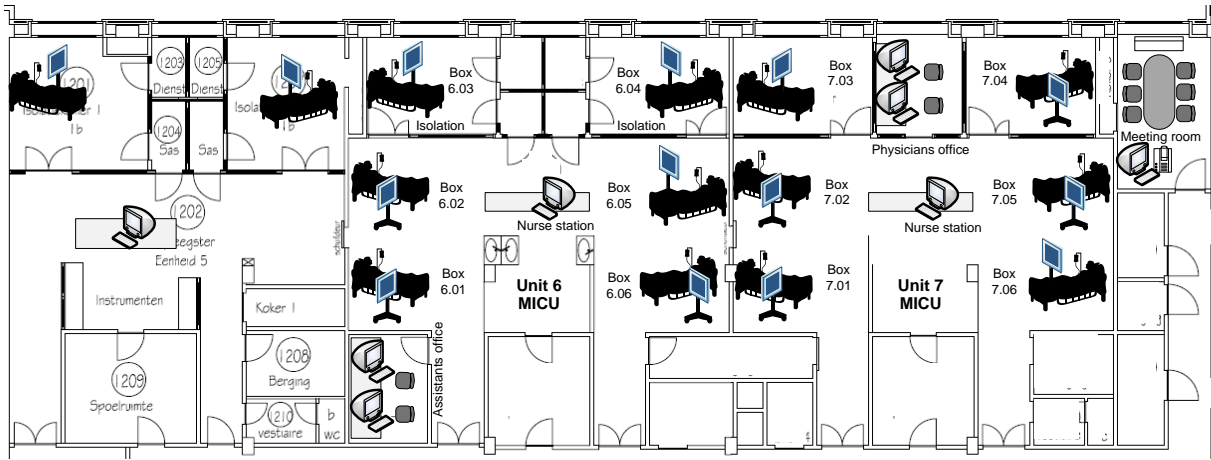 1201
1b
1203
Dienst
1205
Dienst
1204
Sas
Sas
1b
1202
Eenheid 5
Instrumenten
Koker 1
1208
Berging
1209
Spoelruimte
1210
vestiaire
b
wc
Box
6.03
Isolation
Box
6.04
Isolation
Box
7.03
Physicians office
Box
7.04
Meeting room
Box
6.02
Nurse station
Box
6.05
Box
7.02
Nurse station
Box
7.05
Box
6.01
Unit 6
MICU
Box
6.06
Box
7.01
Unit 7
MICU
Box
7.06
Assistants office